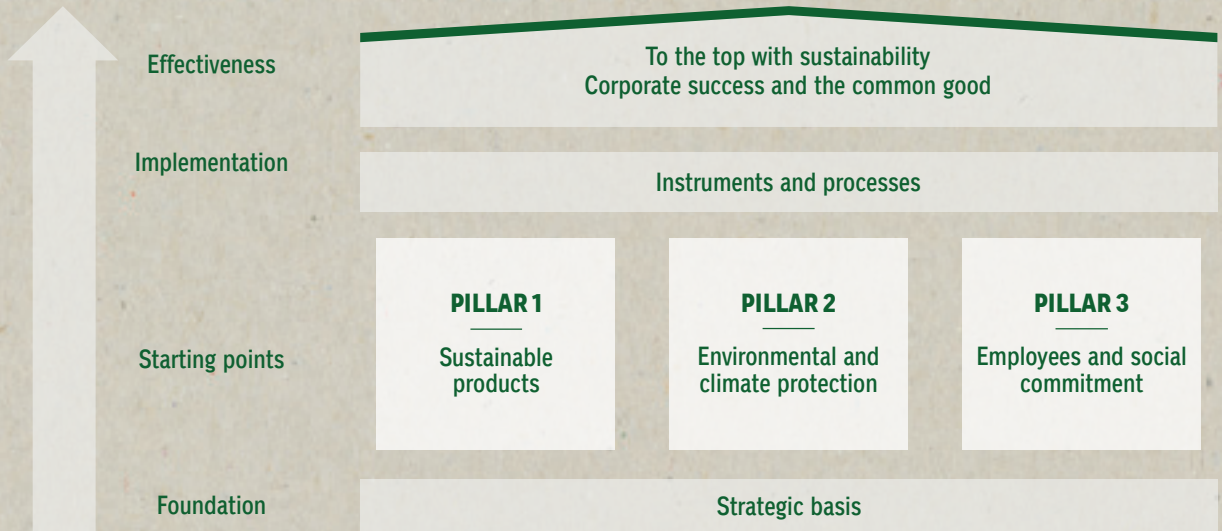 Effectiveness
To the top with sustainability
Corporate success and the common good
Implementation
Instruments and processes
Starting points
PILLAR 1
Sustainable
products
PILLAR 2
Environmental and
climate protection
PILLAR 3
Employees and social
commitment
Foundation
Strategic basis